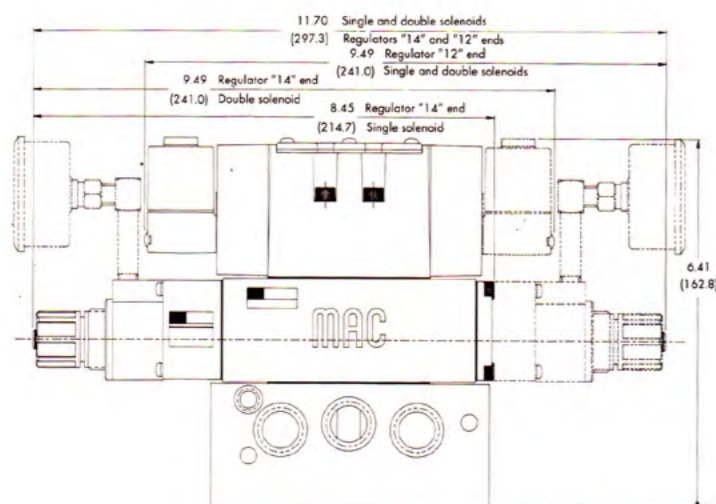 11.70 Single and double solenoids
(297.3) Regulators "14" and "12" ends
9.49 Regulator "12" end
(241.0) Single and double solenoids
9.49 Regulator "14" end
(241.0) Double solenoid
8.45 Regulator "14" end
(214.7) Single solenoid
6.41
(162.8)
MAC